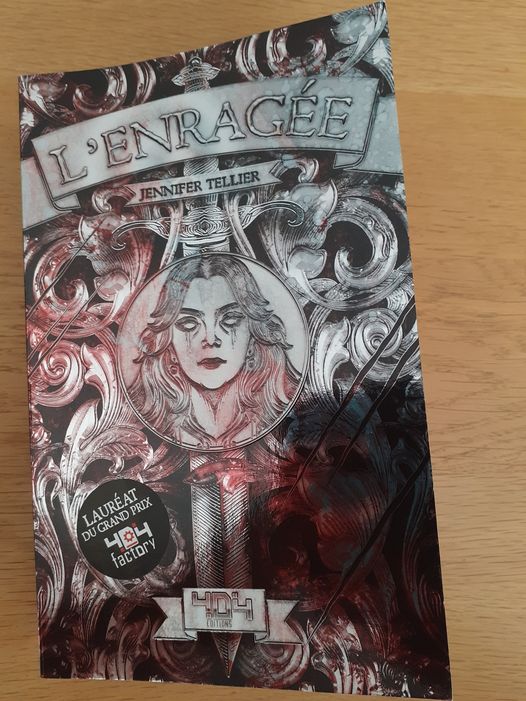 L'ENRAGÉE
JENNIFER TELLIER
LAURÉAT
DU GRAND PRIX
404
factory
404
ÉDITIONS